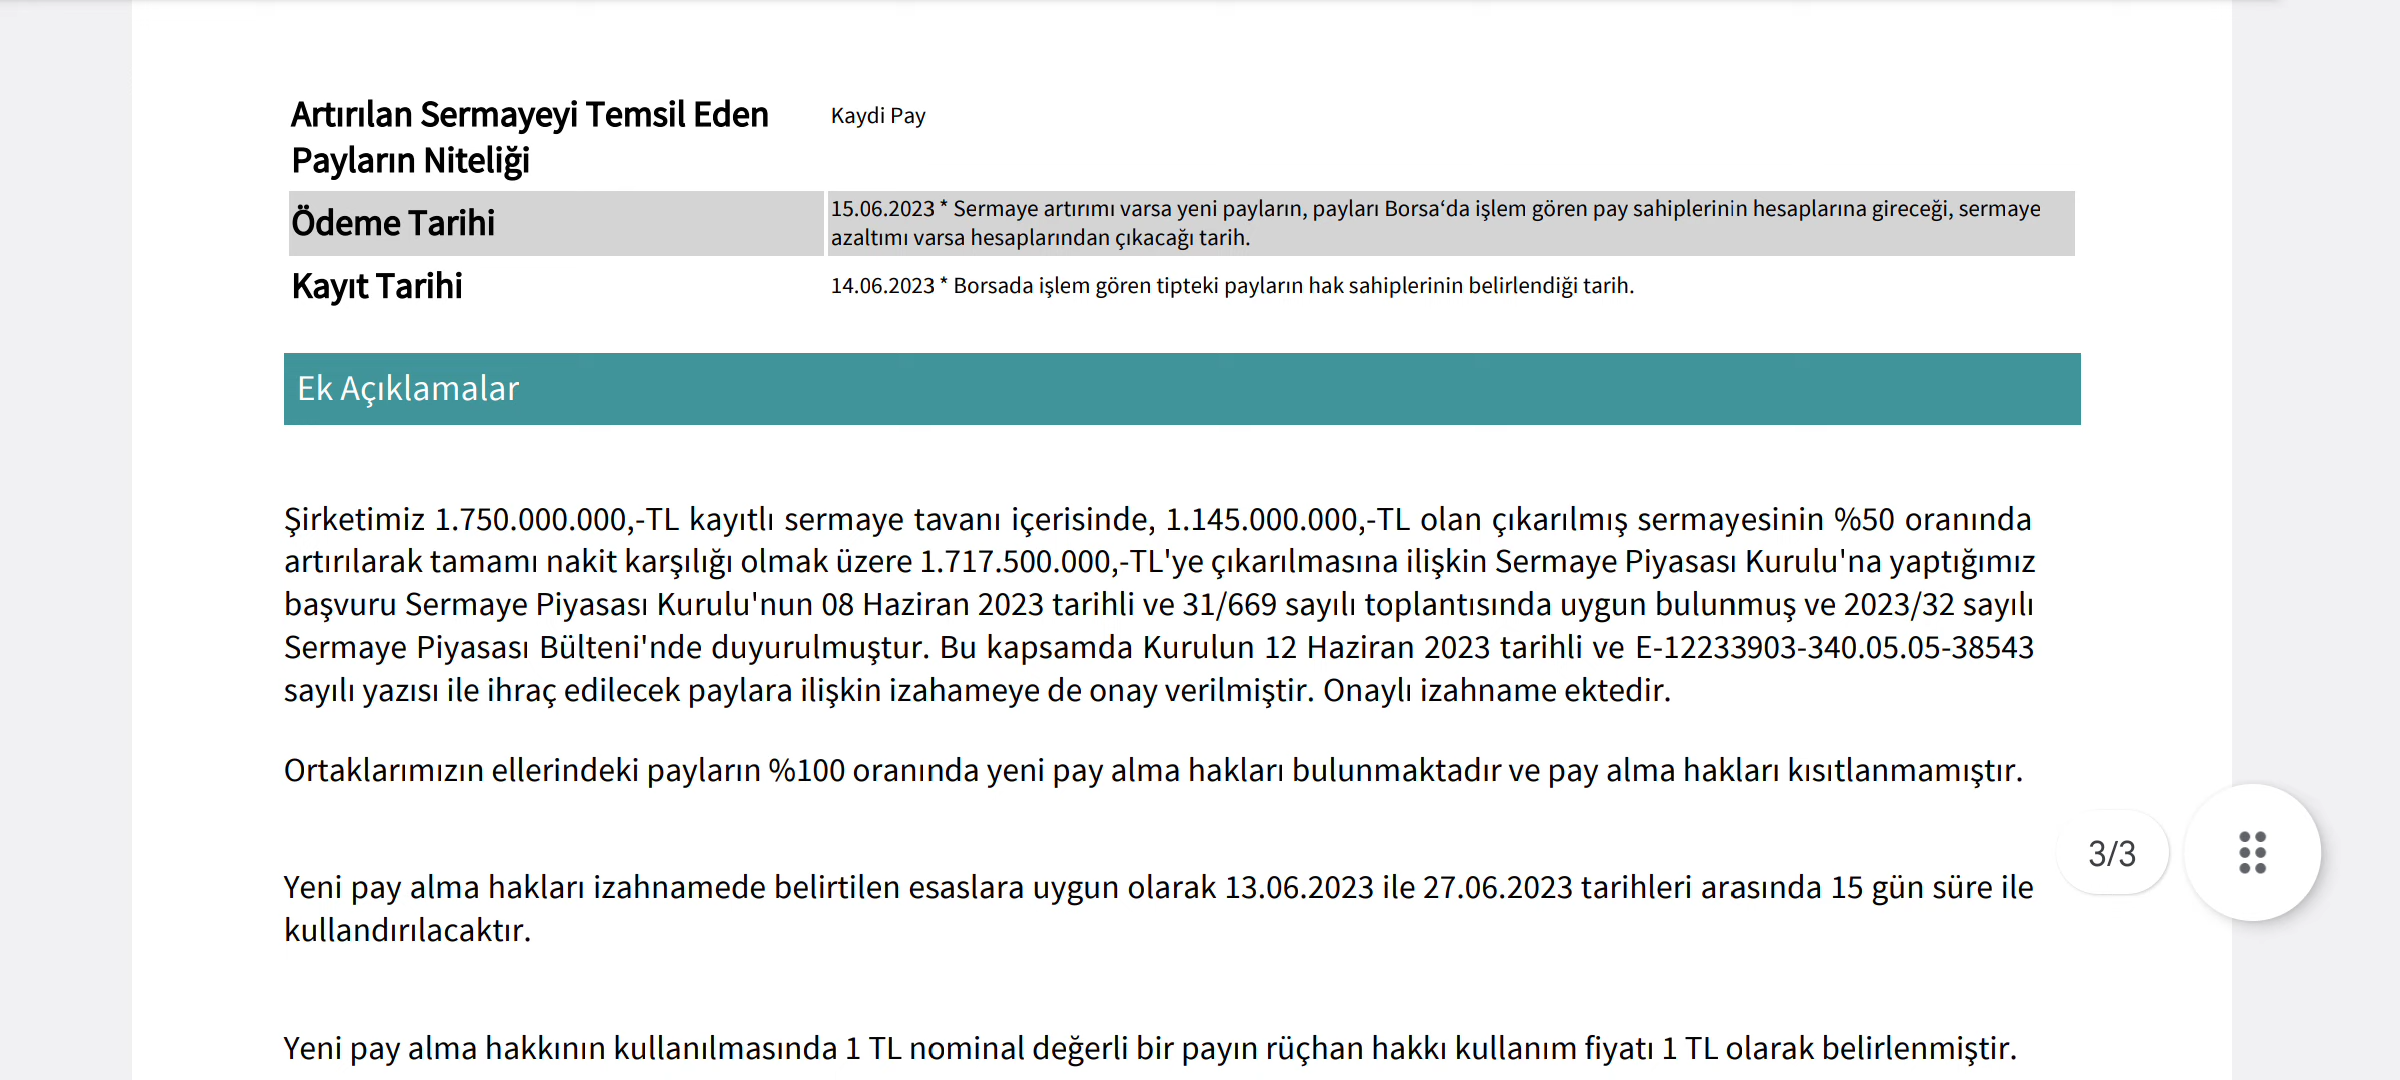 Artırılan Sermayeyi Temsil Eden
Payların Niteliği
Kaydi Pay
Ödeme Tarihi
15.06.2023 * Sermaye artırımı varsa yeni payların, payları Borsa‘da işlem gören pay sahiplerinin hesaplarına gireceği, sermaye
azaltımı varsa hesaplarından çıkacağı tarih.
Kayıt Tarihi
14.06.2023 * Borsada işlem gören tipteki payların hak sahiplerinin belirlendiği tarih.
Ek Açıklamalar
Şirketimiz 1.750.000.000,-TL kayıtlı sermaye tavanı içerisinde, 1.145.000.000,-TL olan çıkarılmış sermayesinin %50 oranında
artırılarak tamamı nakit karşılığı olmak üzere 1.717.500.000,-TL'ye çıkarılmasına ilişkin Sermaye Piyasası Kurulu'na yaptığımız
başvuru Sermaye Piyasası Kurulu'nun 08 Haziran 2023 tarihli ve 31/669 sayılı toplantısında uygun bulunmuş ve 2023/32 sayılı
Sermaye Piyasası Bülteni'nde duyurulmuştur. Bu kapsamda Kurulun 12 Haziran 2023 tarihli ve E-12233903-340.05.05-38543
sayılı yazısı ile ihraç edilecek paylara ilişkin izahameye de onay verilmiştir. Onaylı izahname ektedir.
Ortaklarımızın ellerindeki payların %100 oranında yeni pay alma hakları bulunmaktadır ve pay alma hakları kısıtlanmamıştır.
3/3
Yeni pay alma hakları izahnamede belirtilen esaslara uygun olarak 13.06.2023 ile 27.06.2023 tarihleri arasında 15 gün süre ile
kullandırılacaktır.
Yeni pay alma hakkının kullanılmasında 1 TL nominal değerli bir payın rüçhan hakkı kullanım fiyatı 1 TL olarak belirlenmiştir.